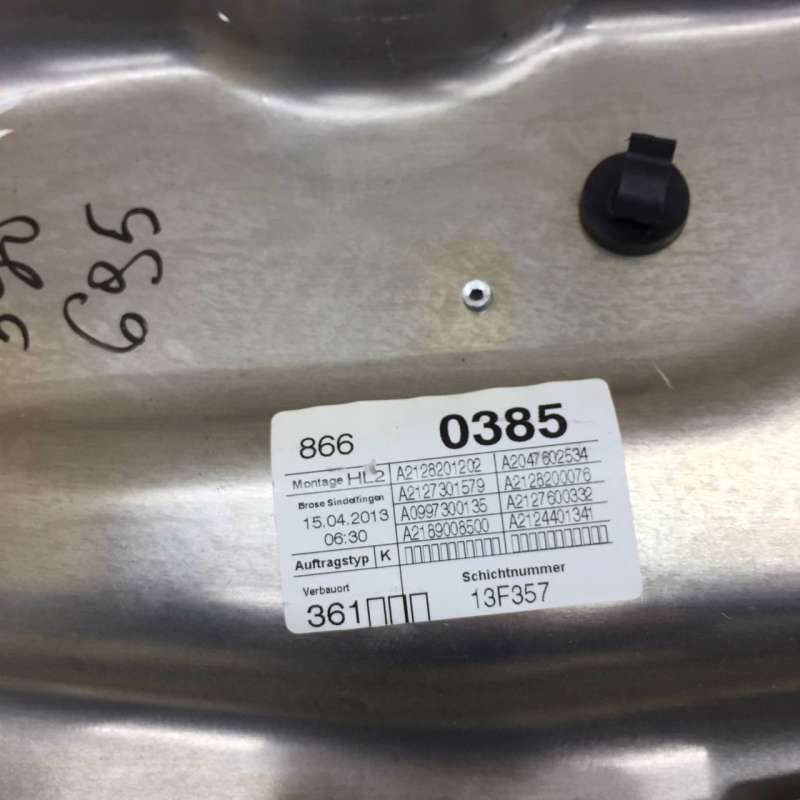 685
866 0385
Montage HL2 A2128201202 A2047602534
A2127301579 A2128200076
Brose Sindelfingen
15.04.2013 A0997300135 A2127600332
06:30 A2189008500 A2124401341
Auftragstyp K
Verbauort Schichtnummer
361 13F357